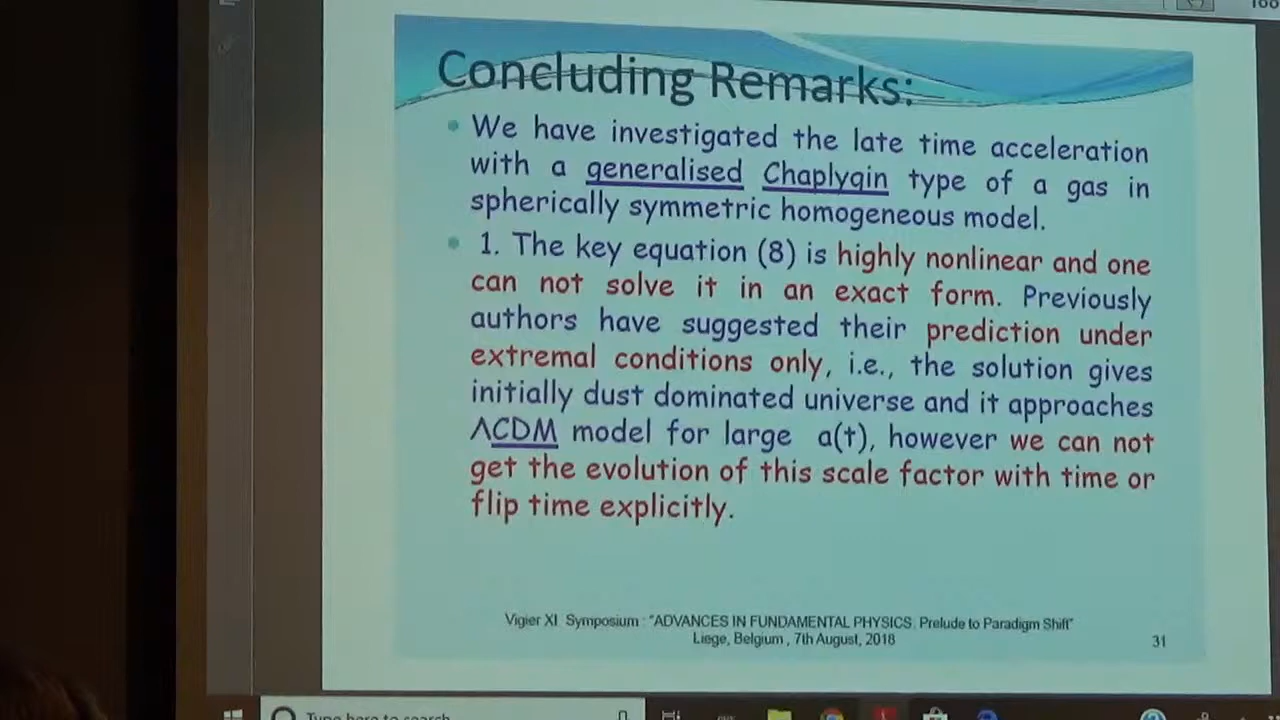 Concluding Remarks:
We have investigated the late time acceleration
with a generalised Chaplygin type of a gas in
spherically symmetric homogeneous model.
1. The key equation (8) is highly nonlinear and one
can not solve it in an exact form. Previously
authors have suggested their prediction under
extremal conditions only, i.e., the solution gives
initially dust dominated universe and it approaches
ΛCDM model for large a(t), however we can not
get the evolution of this scale factor with time or
flip time explicitly.
Vigier XI Symposium : "ADVANCES IN FUNDAMENTAL PHYSICS. Prelude to Paradigm Shift"
Liege, Belgium , 7th August, 2018
31
Type here to search